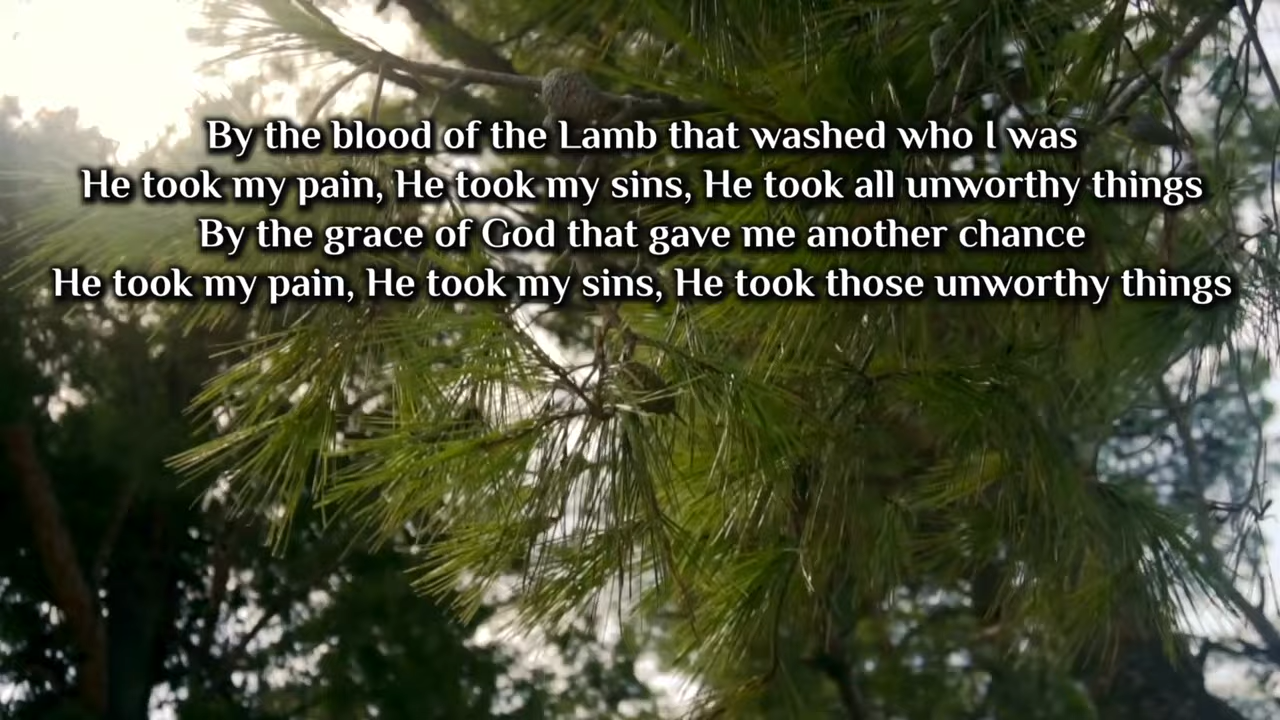 By the blood of the Lamb that washed who I was
He took my pain, He took my sins, He took all unworthy things
By the grace of God that gave me another chance
He took my pain, He took my sins, He took those unworthy things